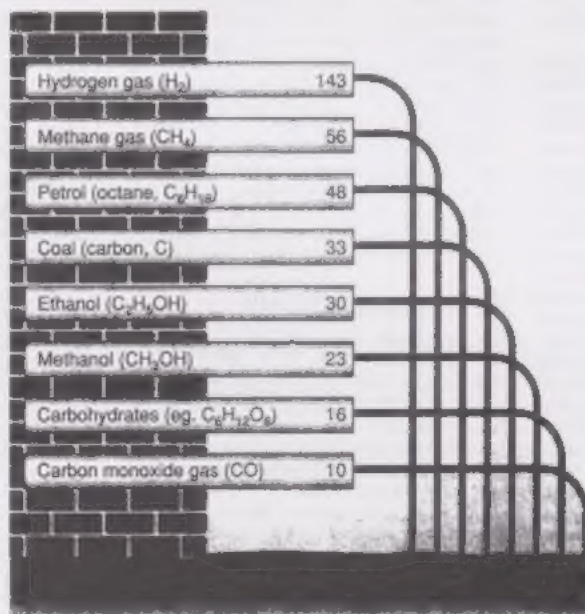 Hydrogen gas (H₂) 143
Methane gas (CH₄) 56
Petrol (octane, C₈H₁₈) 48
Coal (carbon, C) 33
Ethanol (C₂H₅OH) 30
Methanol (CH₃OH) 23
Carbohydrates (eg. C₆H₁₂O₆) 16
Carbon monoxide gas (CO) 10